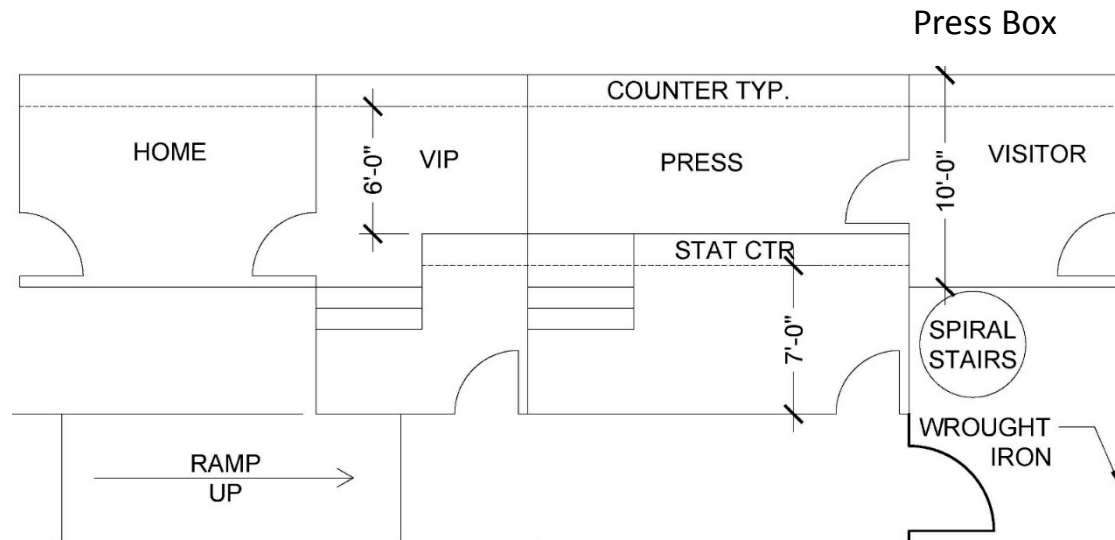 Press Box
COUNTER TYP.
HOME
VIP
PRESS
VISITOR
6'-0"
10'-0"
STAT CTR
7'-0"
SPIRAL
STAIRS
WROUGHT
IRON
RAMP
UP